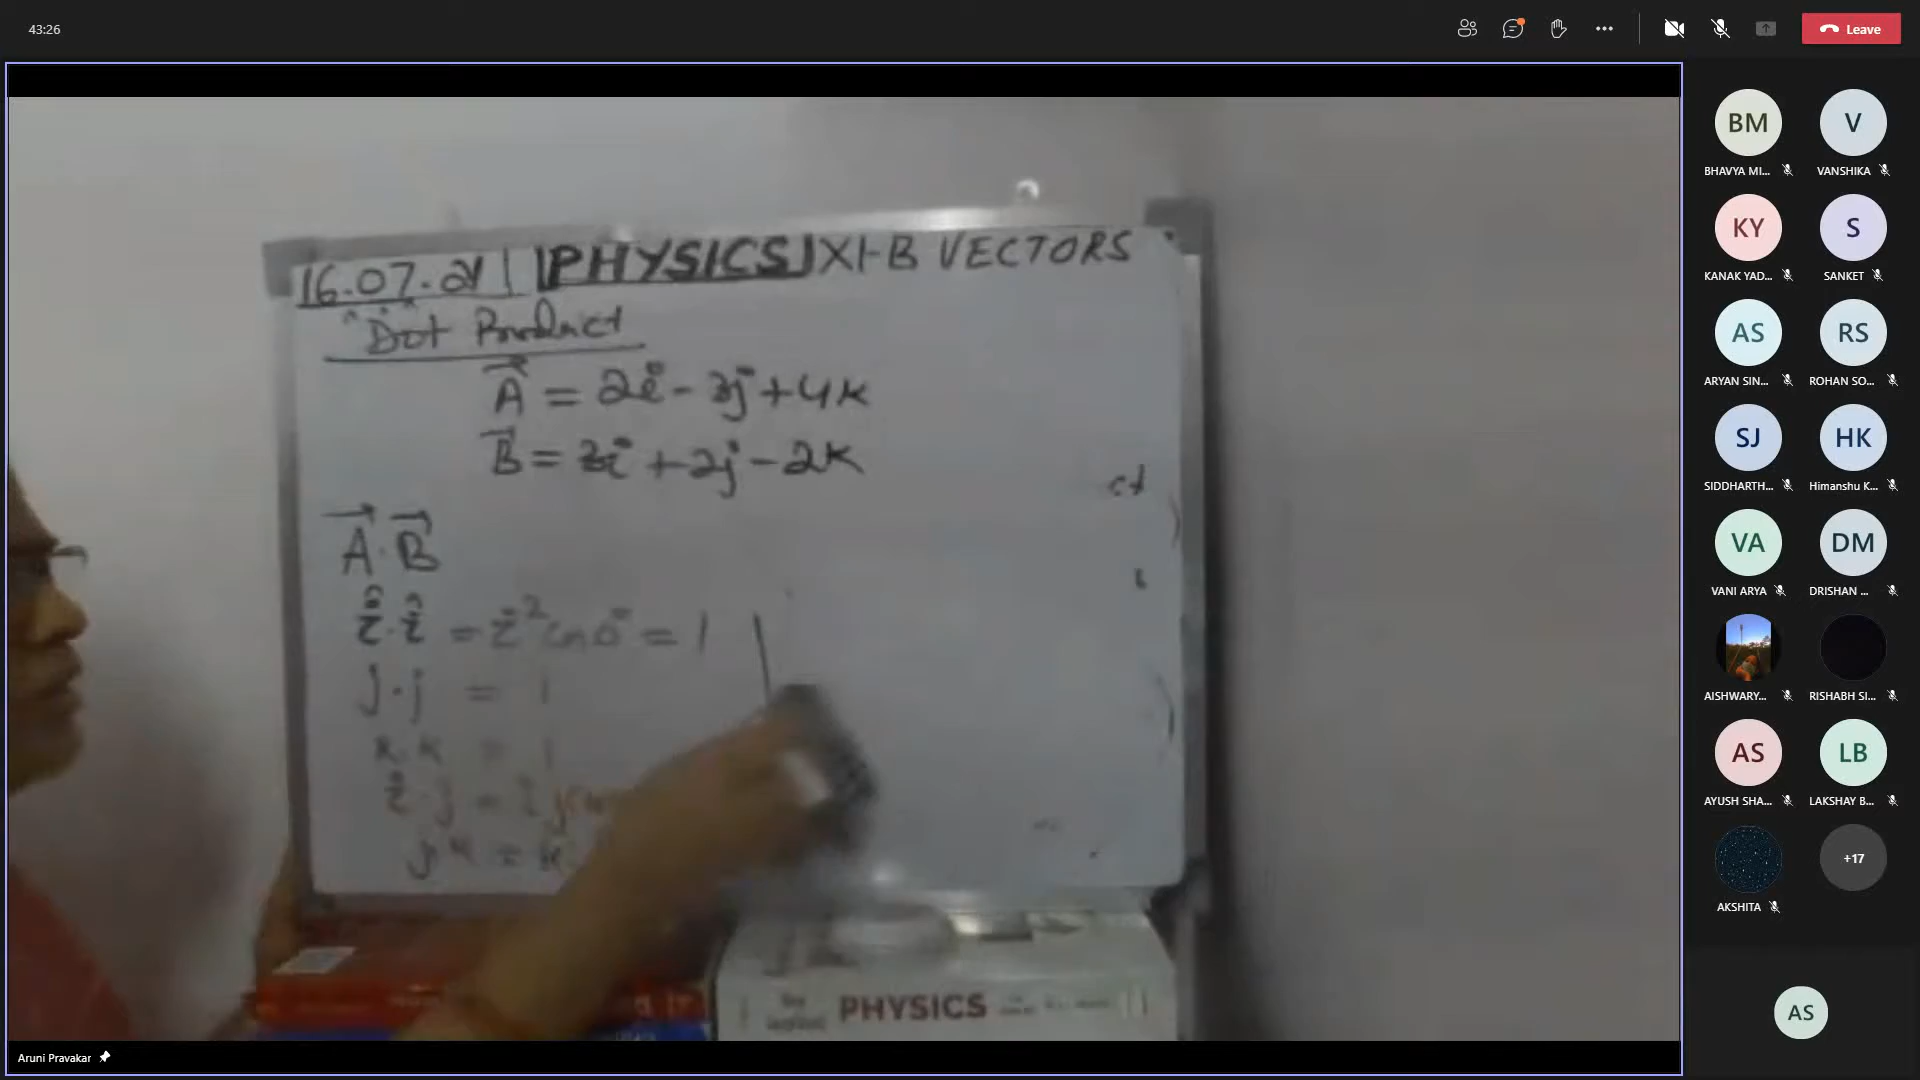 43:26
Leave
16.07.21 PHYSICS XI-B VECTORS
Dot Product
A = 2i - 3j + 4k
B = 3i + 2j - 2k
A.B
î.î = i² cos 0° = 1
j.j = 1
k.k = 1
i.j = i j
j.k = k
PHYSICS
Aruni Pravakar
BM
BHAVYA MI...
V
VANSHIKA
KY
KANAK YAD...
S
SANKET
AS
ARYAN SIN...
RS
ROHAN SO...
SJ
SIDDHARTH...
HK
Himanshu K...
VA
VANI ARYA
DM
DRISHAN ...
AISHWARY...
RISHABH SI...
AS
AYUSH SHA...
LB
LAKSHAY B...
AKSHITA
+17
AS